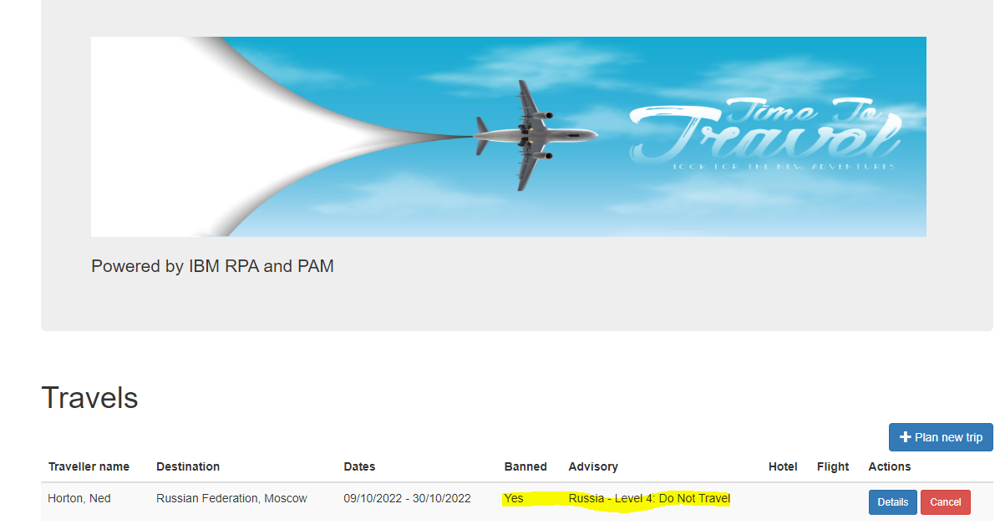 Time To
Travel
LOOK FOR THE NEW ADVENTURES
Powered by IBM RPA and PAM
Travels
+ Plan new trip
Traveller name Destination Dates Banned Advisory Hotel Flight Actions
Horton, Ned Russian Federation, Moscow 09/10/2022 - 30/10/2022 Yes Russia - Level 4: Do Not Travel Details Cancel